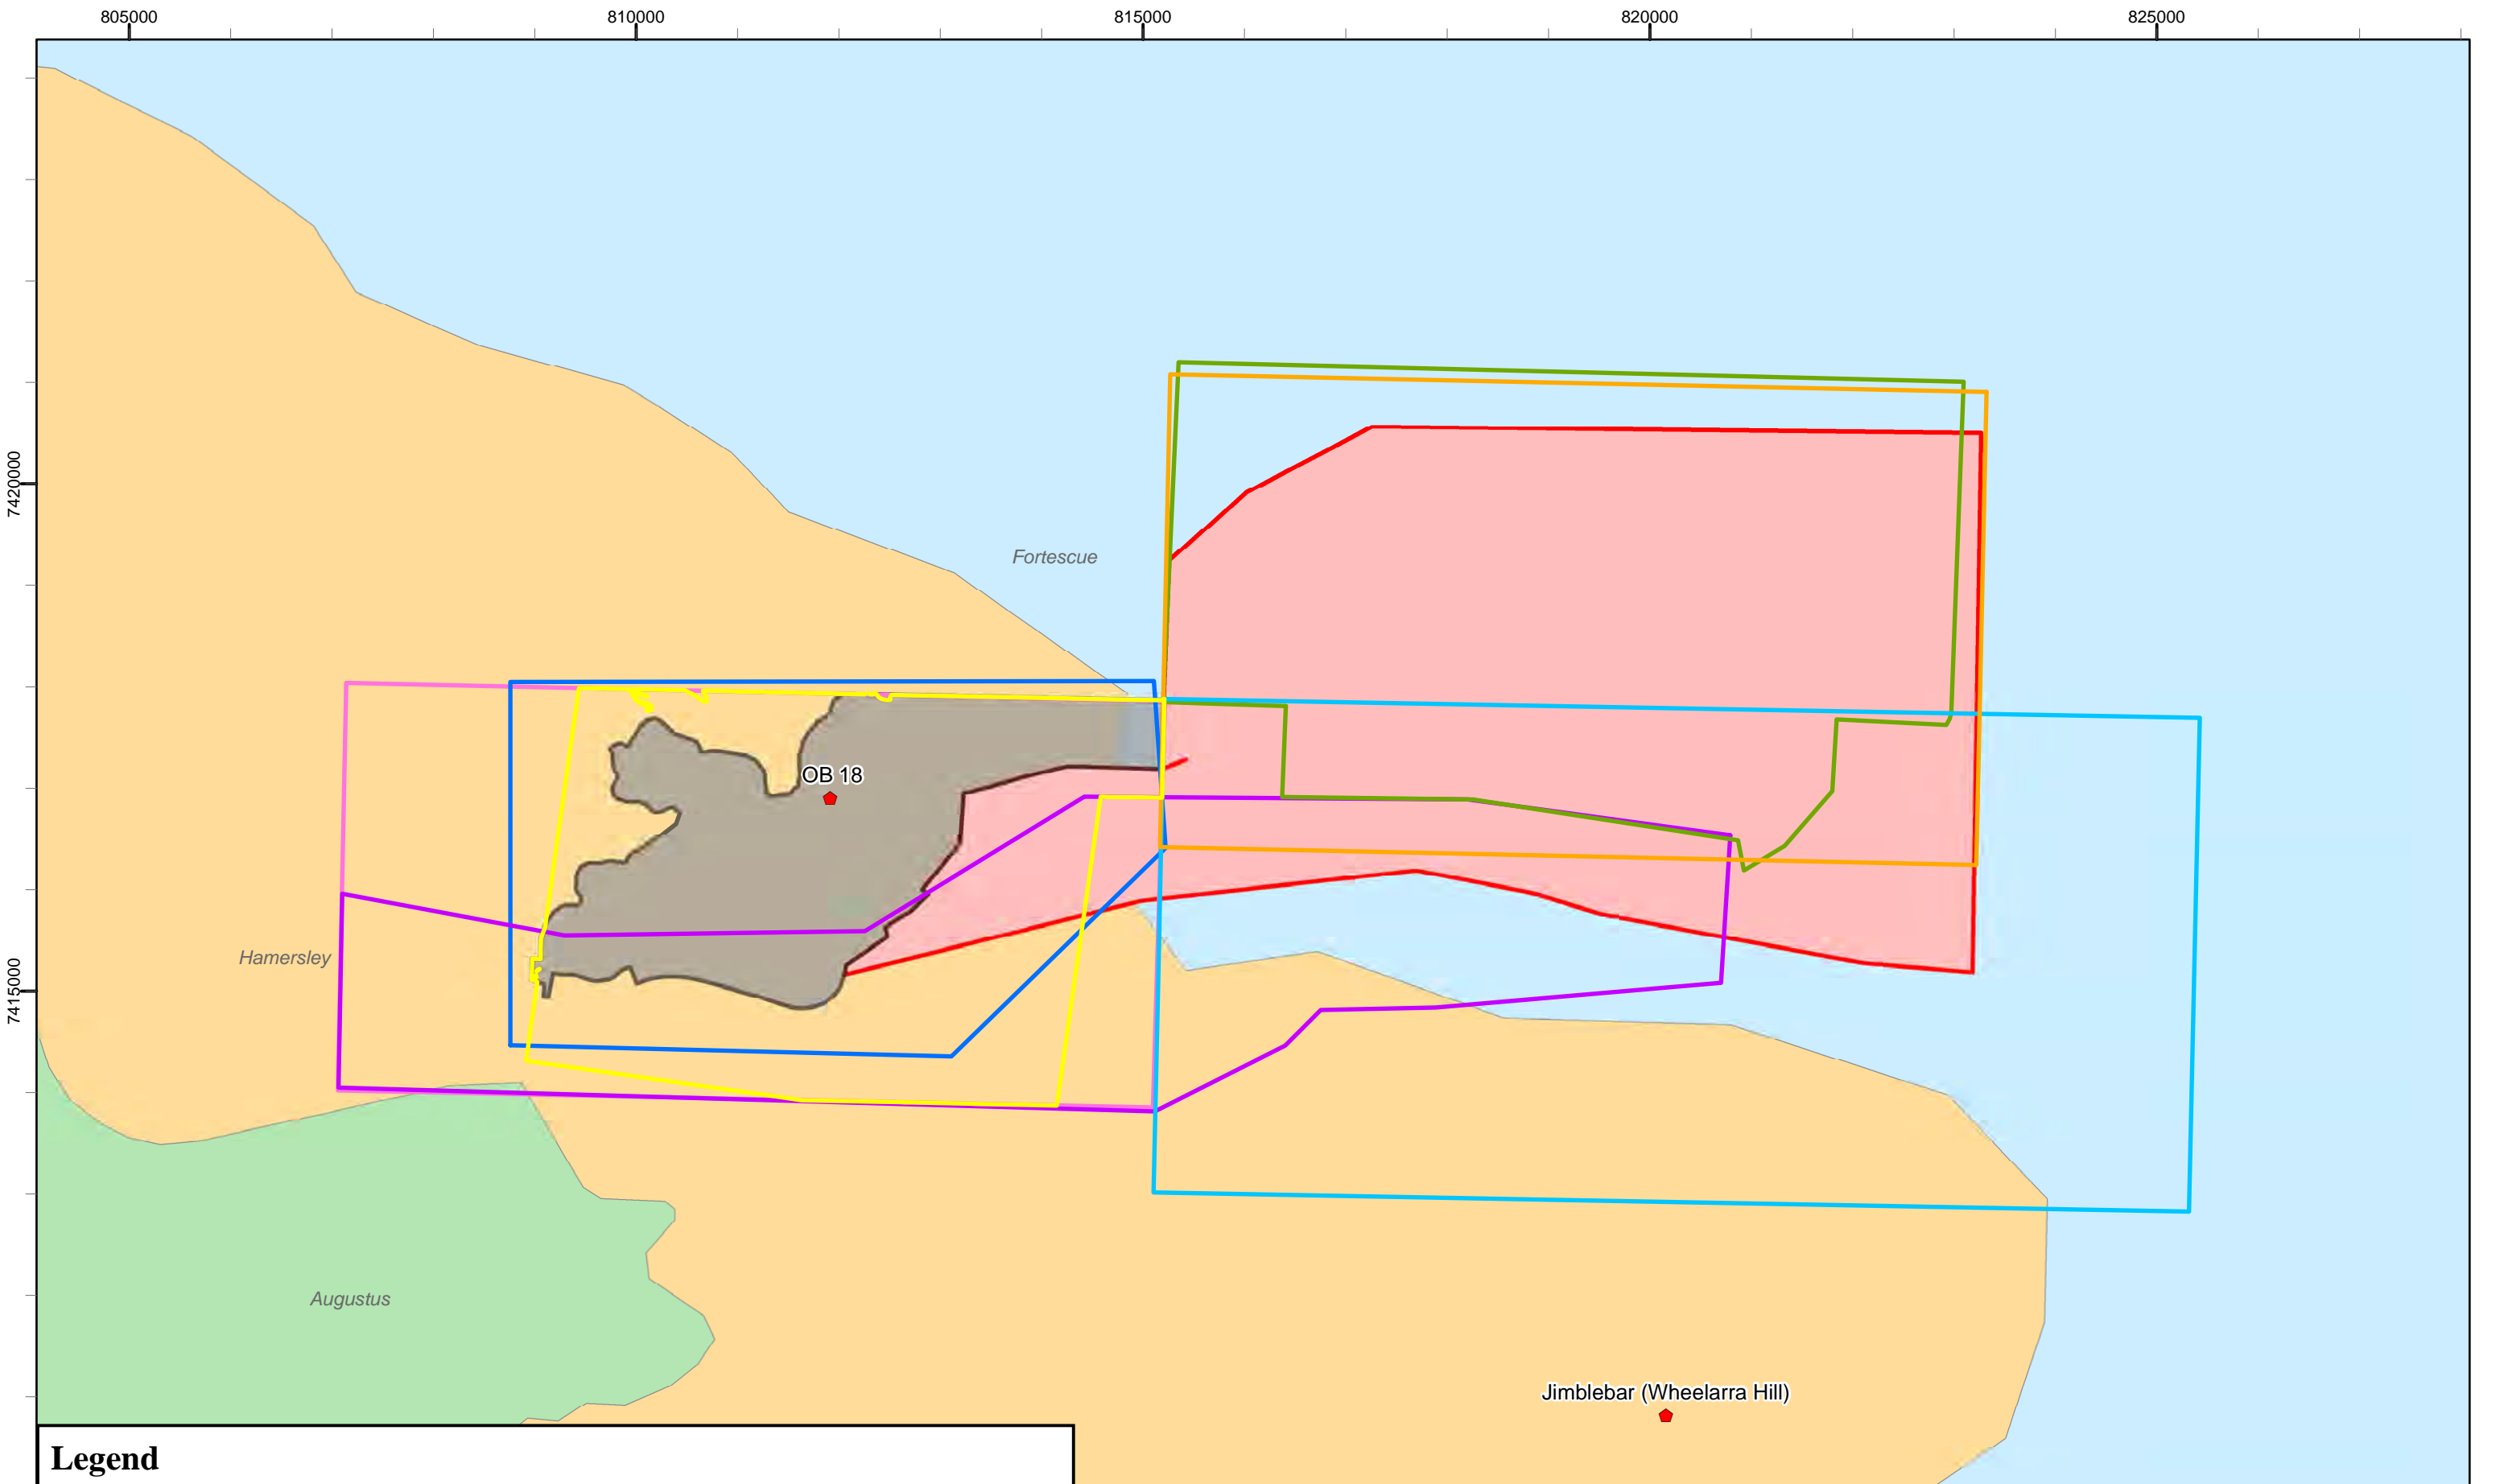 805000 810000 815000 820000 825000
7420000
Fortescue
OB 18
Hamersley
7415000
Augustus
Jimblebar (Wheelarra Hill)
Legend